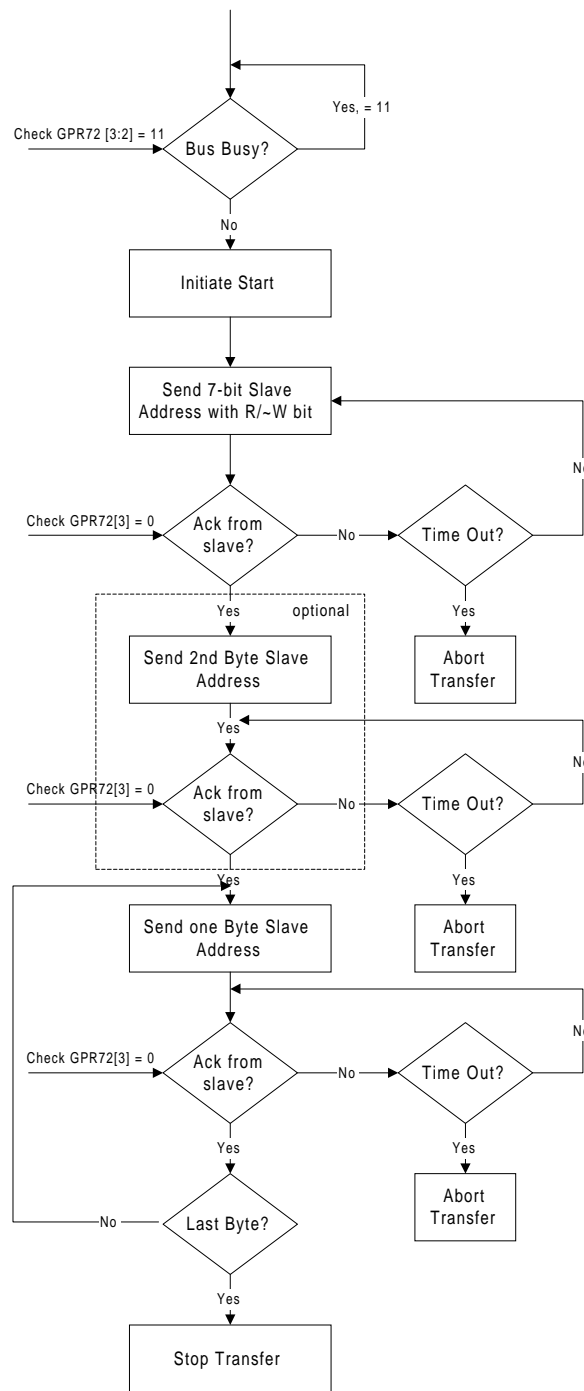 Yes, = 11
Check GPR72 [3:2] = 11
Bus Busy?
No
Initiate Start
Send 7-bit Slave
Address with R/~W bit
No
Check GPR72[3] = 0
Ack from
slave?
No
Time Out?
Yes
optional
Yes
Send 2nd Byte Slave
Address
Abort
Transfer
Yes
No
Check GPR72[3] = 0
Ack from
slave?
No
Time Out?
Yes
Yes
Send one Byte Slave
Address
Abort
Transfer
No
Check GPR72[3] = 0
Ack from
slave?
No
Time Out?
Yes
Yes
No
Last Byte?
Abort
Transfer
Yes
Stop Transfer